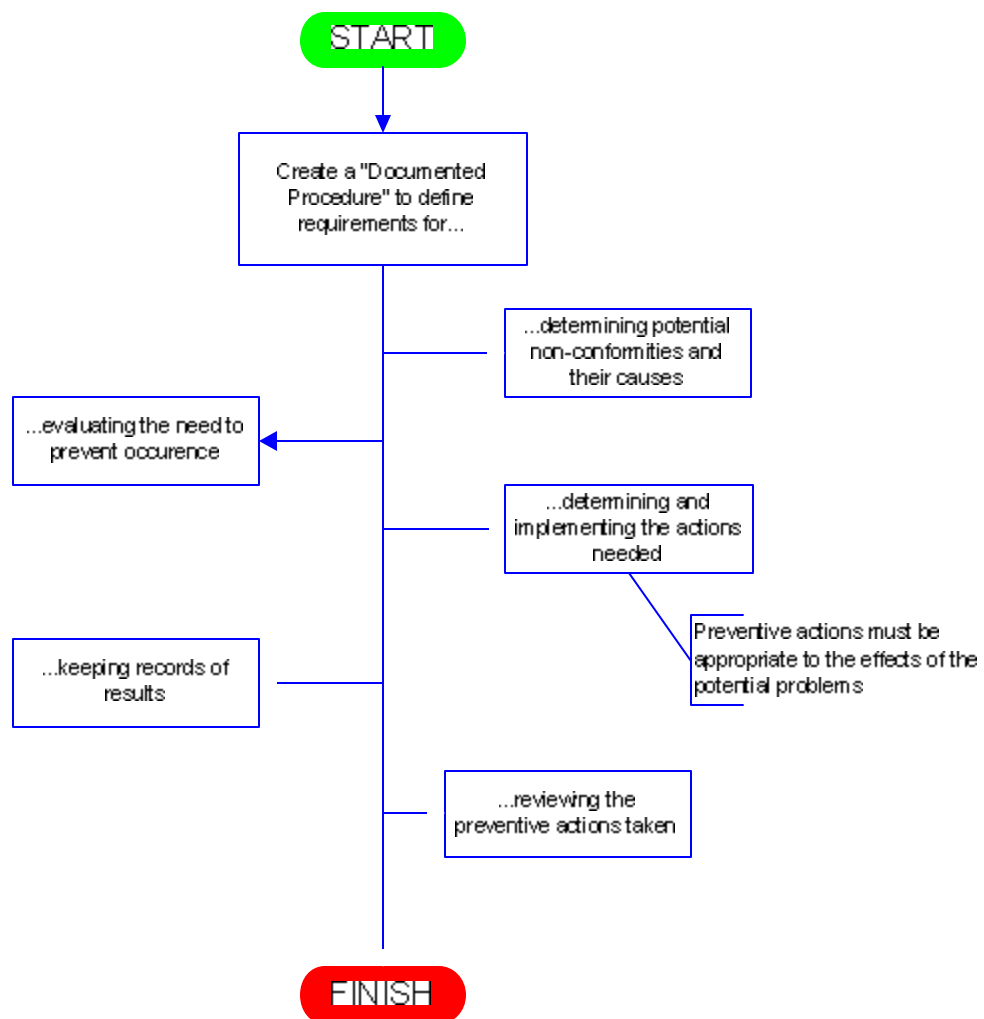 START
Create a "Documented
Procedure" to define
requirements for...
...determining potential
non-conformities and
their causes
...evaluating the need to
prevent occurence
...determining and
implementing the actions
needed
Preventive actions must be
appropriate to the effects of the
potential problems
...keeping records of
results
...reviewing the
preventive actions taken
FINISH